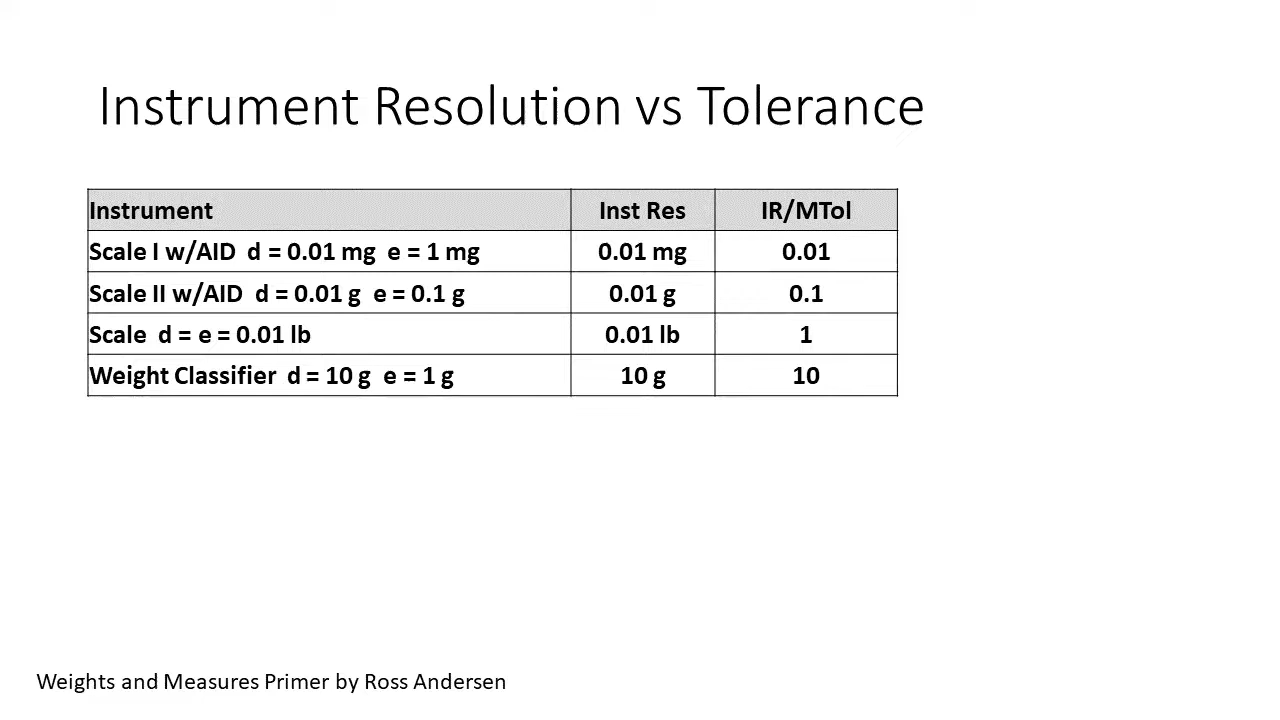 Instrument Resolution vs Tolerance
Instrument Inst Res IR/MTol
Scale I w/AID d = 0.01 mg e = 1 mg 0.01 mg 0.01
Scale II w/AID d = 0.01 g e = 0.1 g 0.01 g 0.1
Scale d = e = 0.01 lb 0.01 lb 1
Weight Classifier d = 10 g e = 1 g 10 g 10
Weights and Measures Primer by Ross Andersen